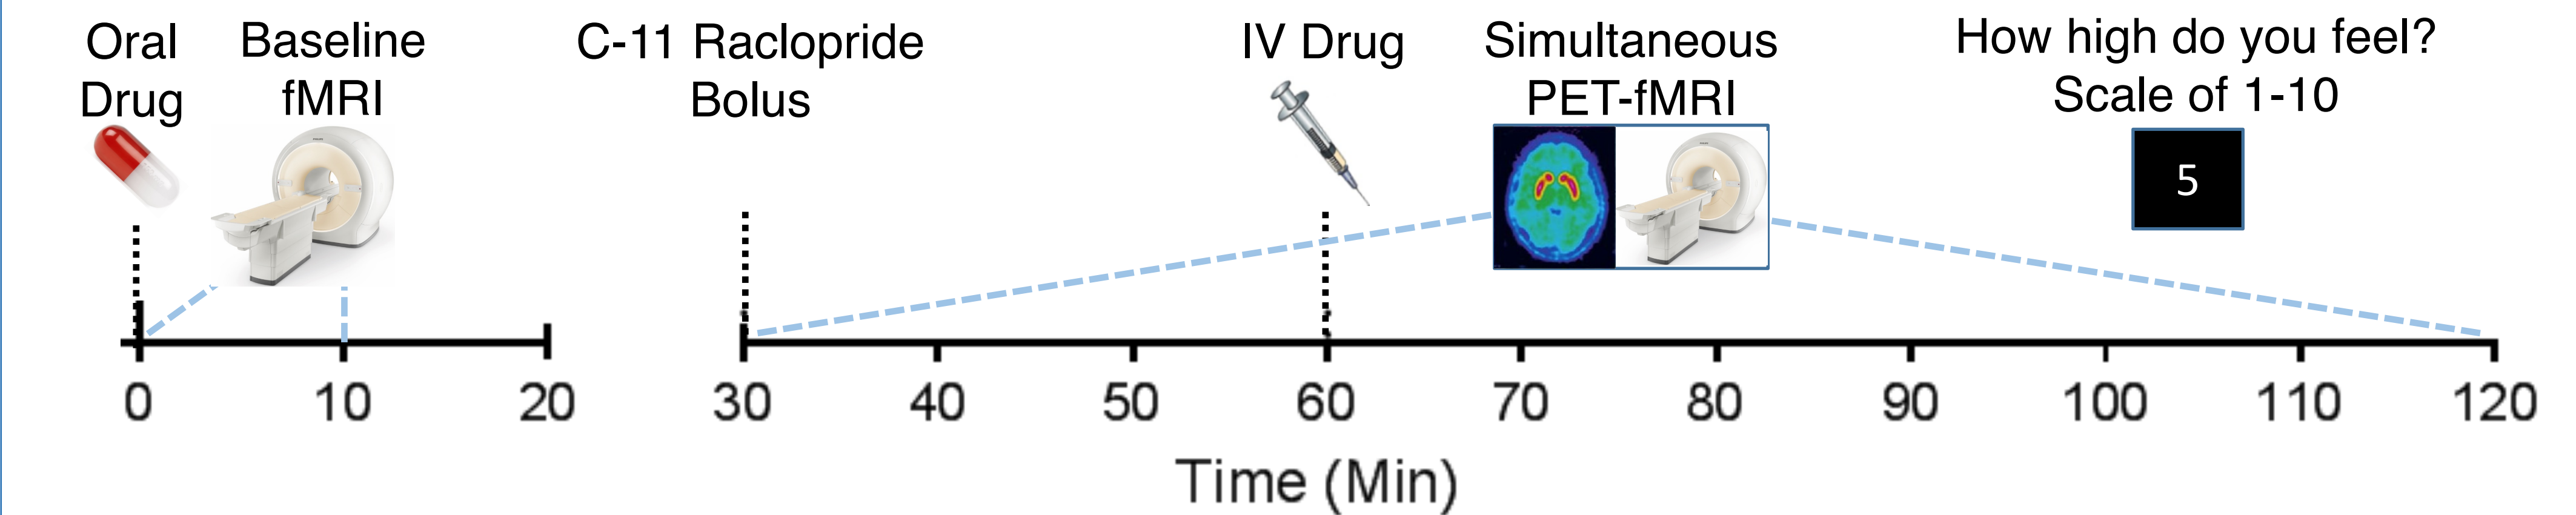 Oral
Drug
Baseline
fMRI
C-11 Raclopride
Bolus
IV Drug
Simultaneous
PET-fMRI
How high do you feel?
Scale of 1-10
5
0 10 20 30 40 50 60 70 80 90 100 110 120
Time (Min)